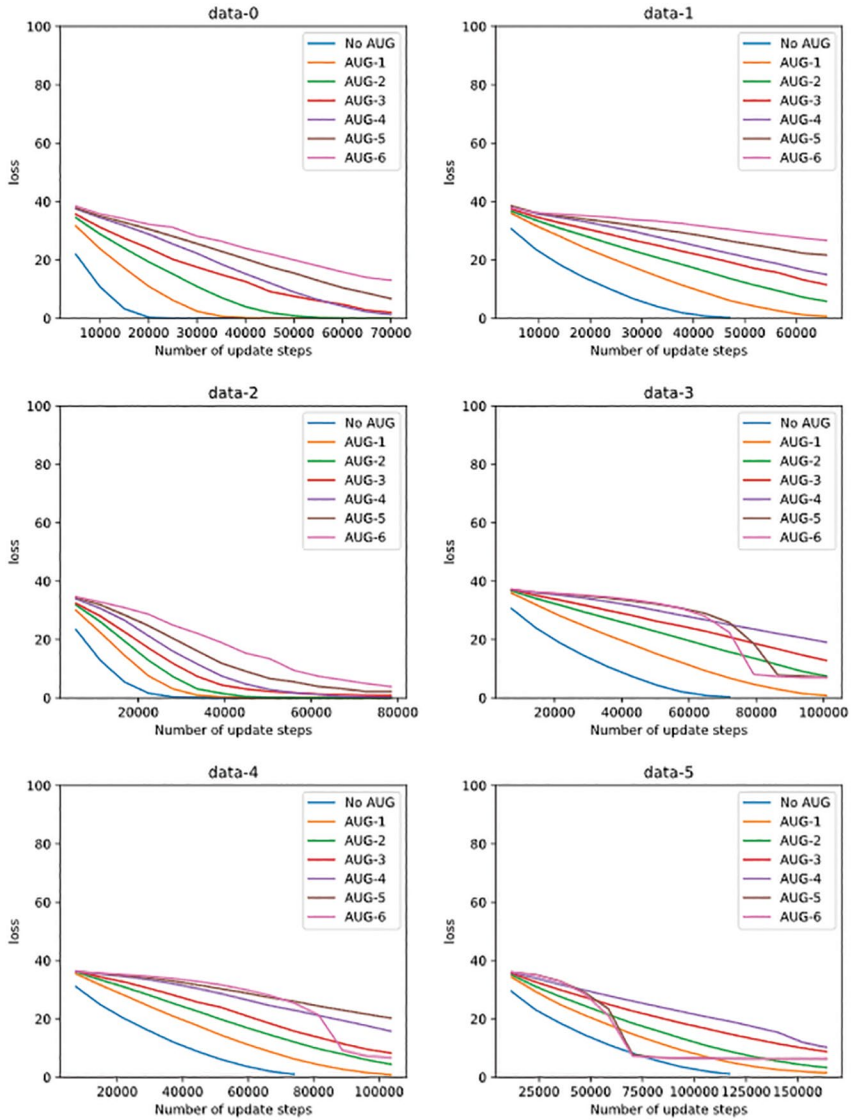 data-0
100
80
60
40
20
0
loss
No AUG
AUG-1
AUG-2
AUG-3
AUG-4
AUG-5
AUG-6
10000 20000 30000 40000 50000 60000 70000
Number of update steps
data-1
100
80
60
40
20
0
loss
No AUG
AUG-1
AUG-2
AUG-3
AUG-4
AUG-5
AUG-6
10000 20000 30000 40000 50000 60000
Number of update steps
data-2
100
80
60
40
20
0
loss
No AUG
AUG-1
AUG-2
AUG-3
AUG-4
AUG-5
AUG-6
20000 40000 60000 80000
Number of update steps
data-3
100
80
60
40
20
0
loss
No AUG
AUG-1
AUG-2
AUG-3
AUG-4
AUG-5
AUG-6
20000 40000 60000 80000 100000
Number of update steps
data-4
100
80
60
40
20
0
loss
No AUG
AUG-1
AUG-2
AUG-3
AUG-4
AUG-5
AUG-6
20000 40000 60000 80000 100000
Number of update steps
data-5
100
80
60
40
20
0
loss
No AUG
AUG-1
AUG-2
AUG-3
AUG-4
AUG-5
AUG-6
25000 50000 75000 100000 125000 150000
Number of update steps